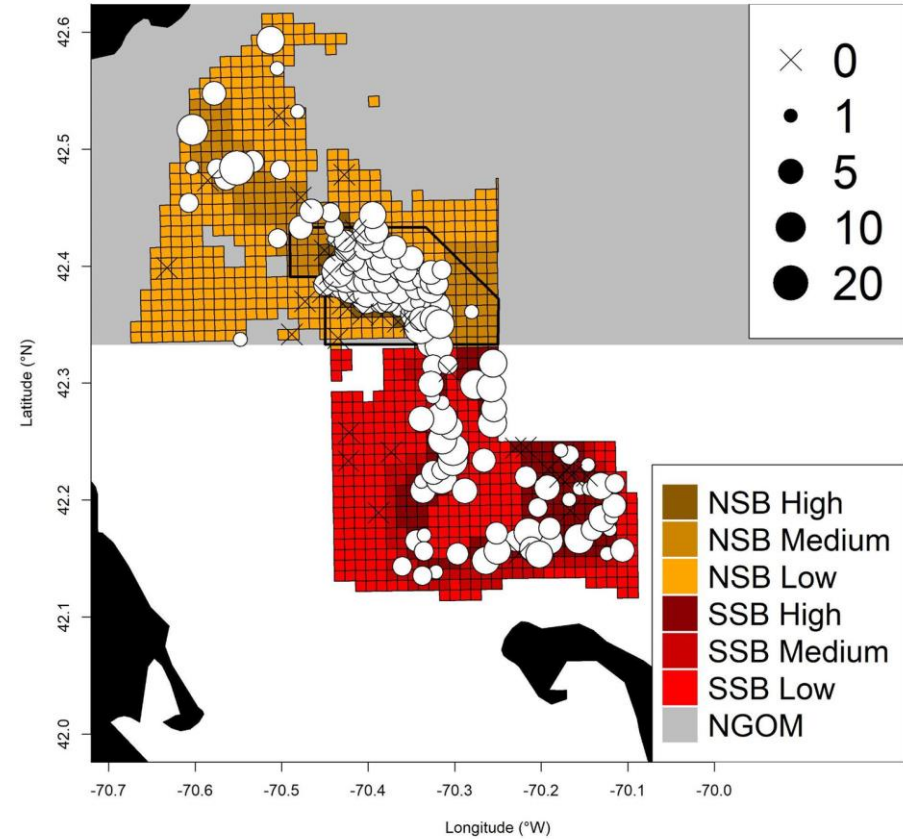 42.6
42.5
42.4
42.3
42.2
42.1
42.0
Latitude (°N)
-70.7 -70.6 -70.5 -70.4 -70.3 -70.2 -70.1 -70.0
Longitude (°W)
0
1
5
10
20
NSB High
NSB Medium
NSB Low
SSB High
SSB Medium
SSB Low
NGOM